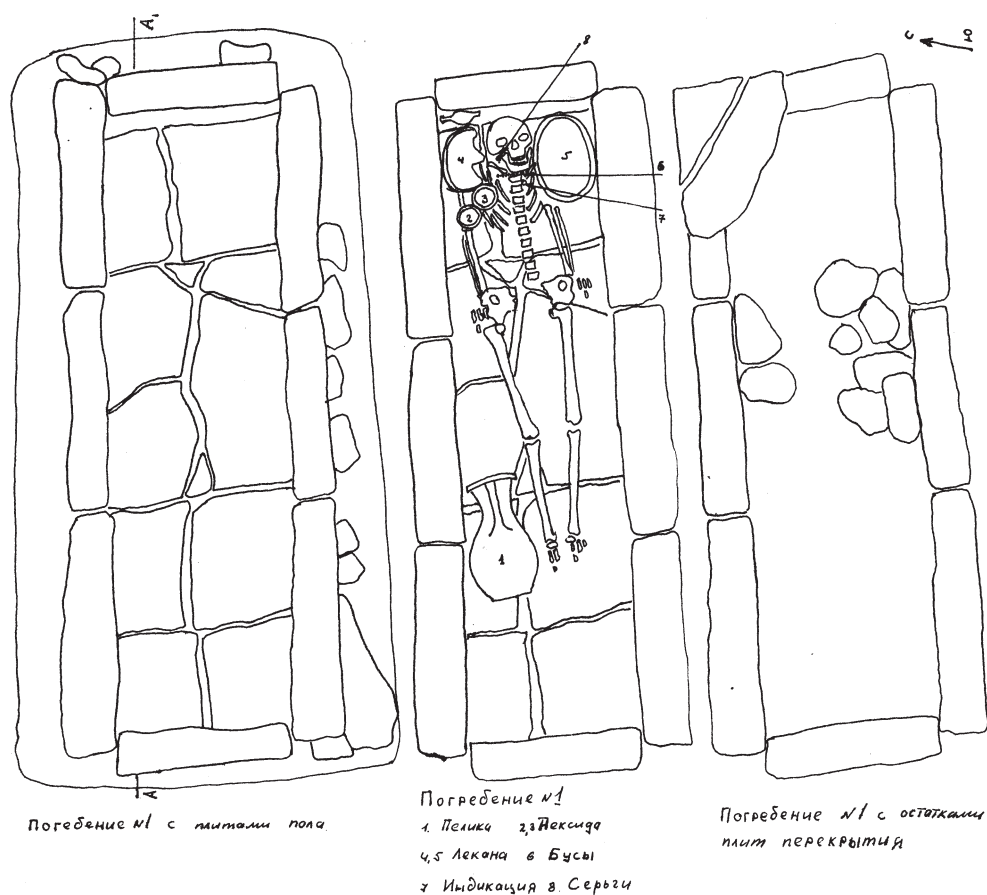 А₁
С Ю
8
4 5
3
2
6
7
1
А
Погебение №1 с плитами пола
Погребение №1
1. Пелика 2,3 Пексида
4,5 Лекана 6 Бусы
7 Индикация 8. Серьги
Погребение №1 с остатками
плит перекрытия